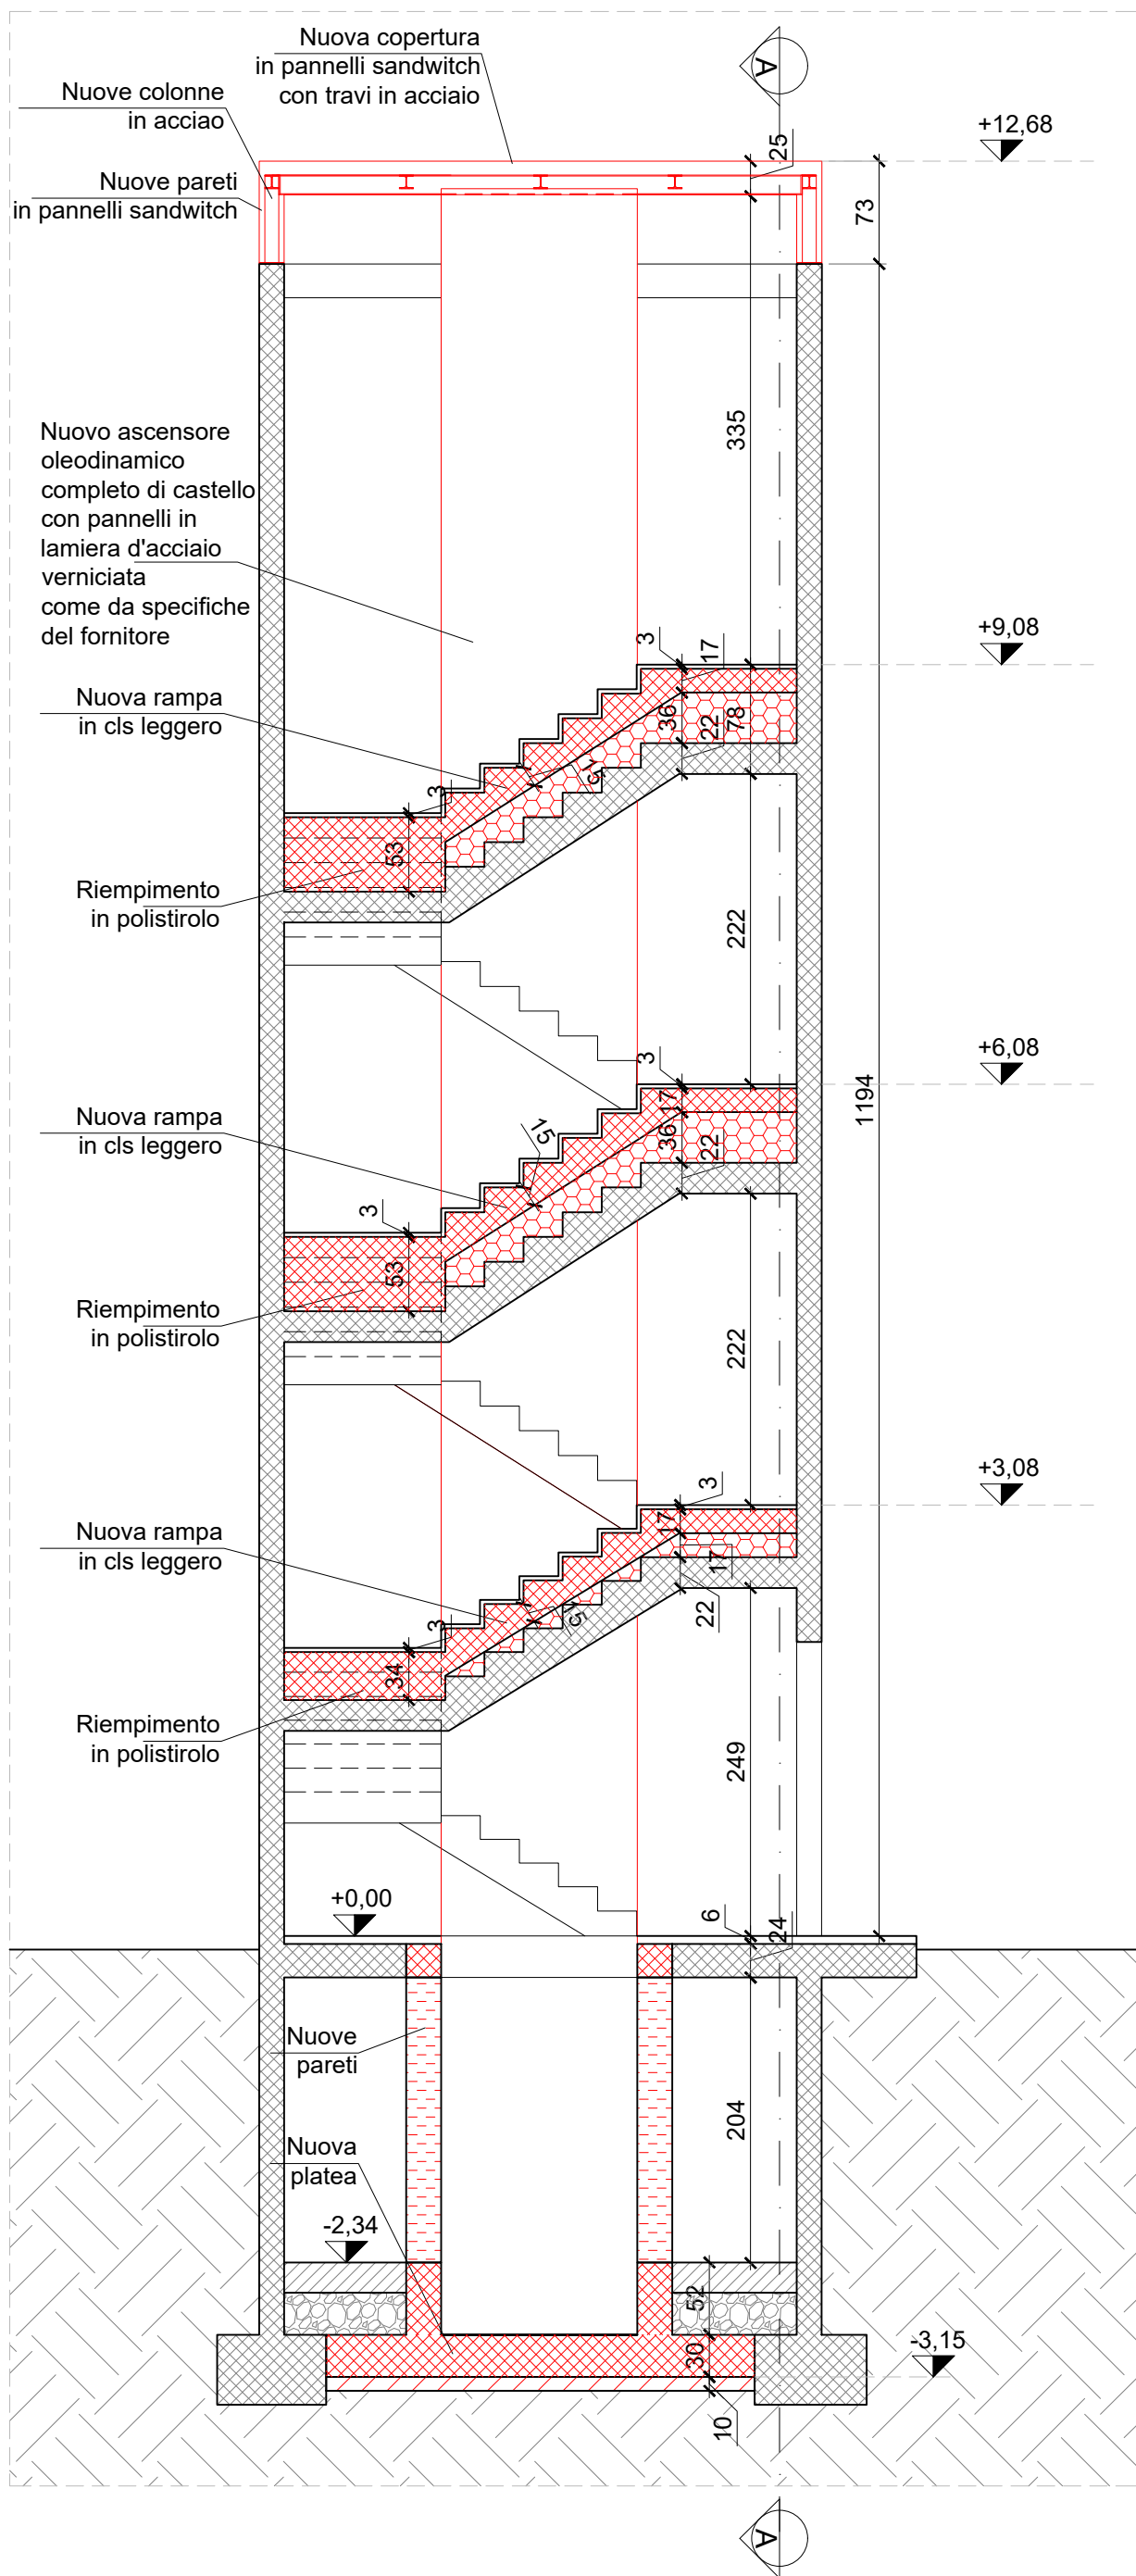 Nuova copertura
in pannelli sandwitch
con travi in acciaio
A
Nuove colonne
in acciao
+12,68
25
Nuove pareti
in pannelli sandwitch
73
Nuovo ascensore
oleodinamico
completo di castello
con pannelli in
lamiera d'acciaio
verniciata
come da specifiche
del fornitore
335
+9,08
3
17
Nuova rampa
in cls leggero
36
22
78
15
3
53
Riempimento
in polistirolo
222
+6,08
3
1194
17
Nuova rampa
in cls leggero
15
36
22
3
53
Riempimento
in polistirolo
222
+3,08
3
17
Nuova rampa
in cls leggero
17
22
15
3
34
Riempimento
in polistirolo
249
+0,00
6
24
Nuove
pareti
204
Nuova
platea
-2,34
52
-3,15
30
10
A